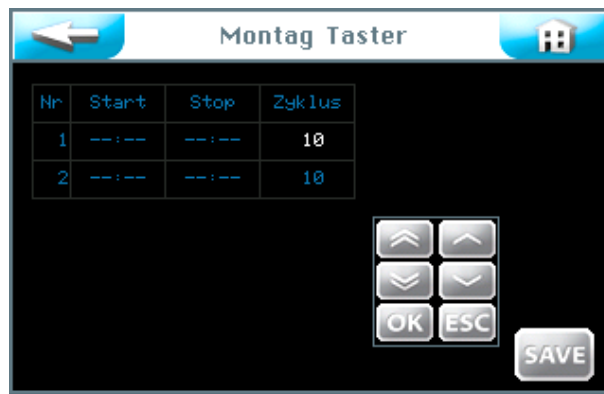 Montag Taster
Nr Start Stop Zyklus
1 --:-- --:-- 10
2 --:-- --:-- 10
OK ESC
SAVE